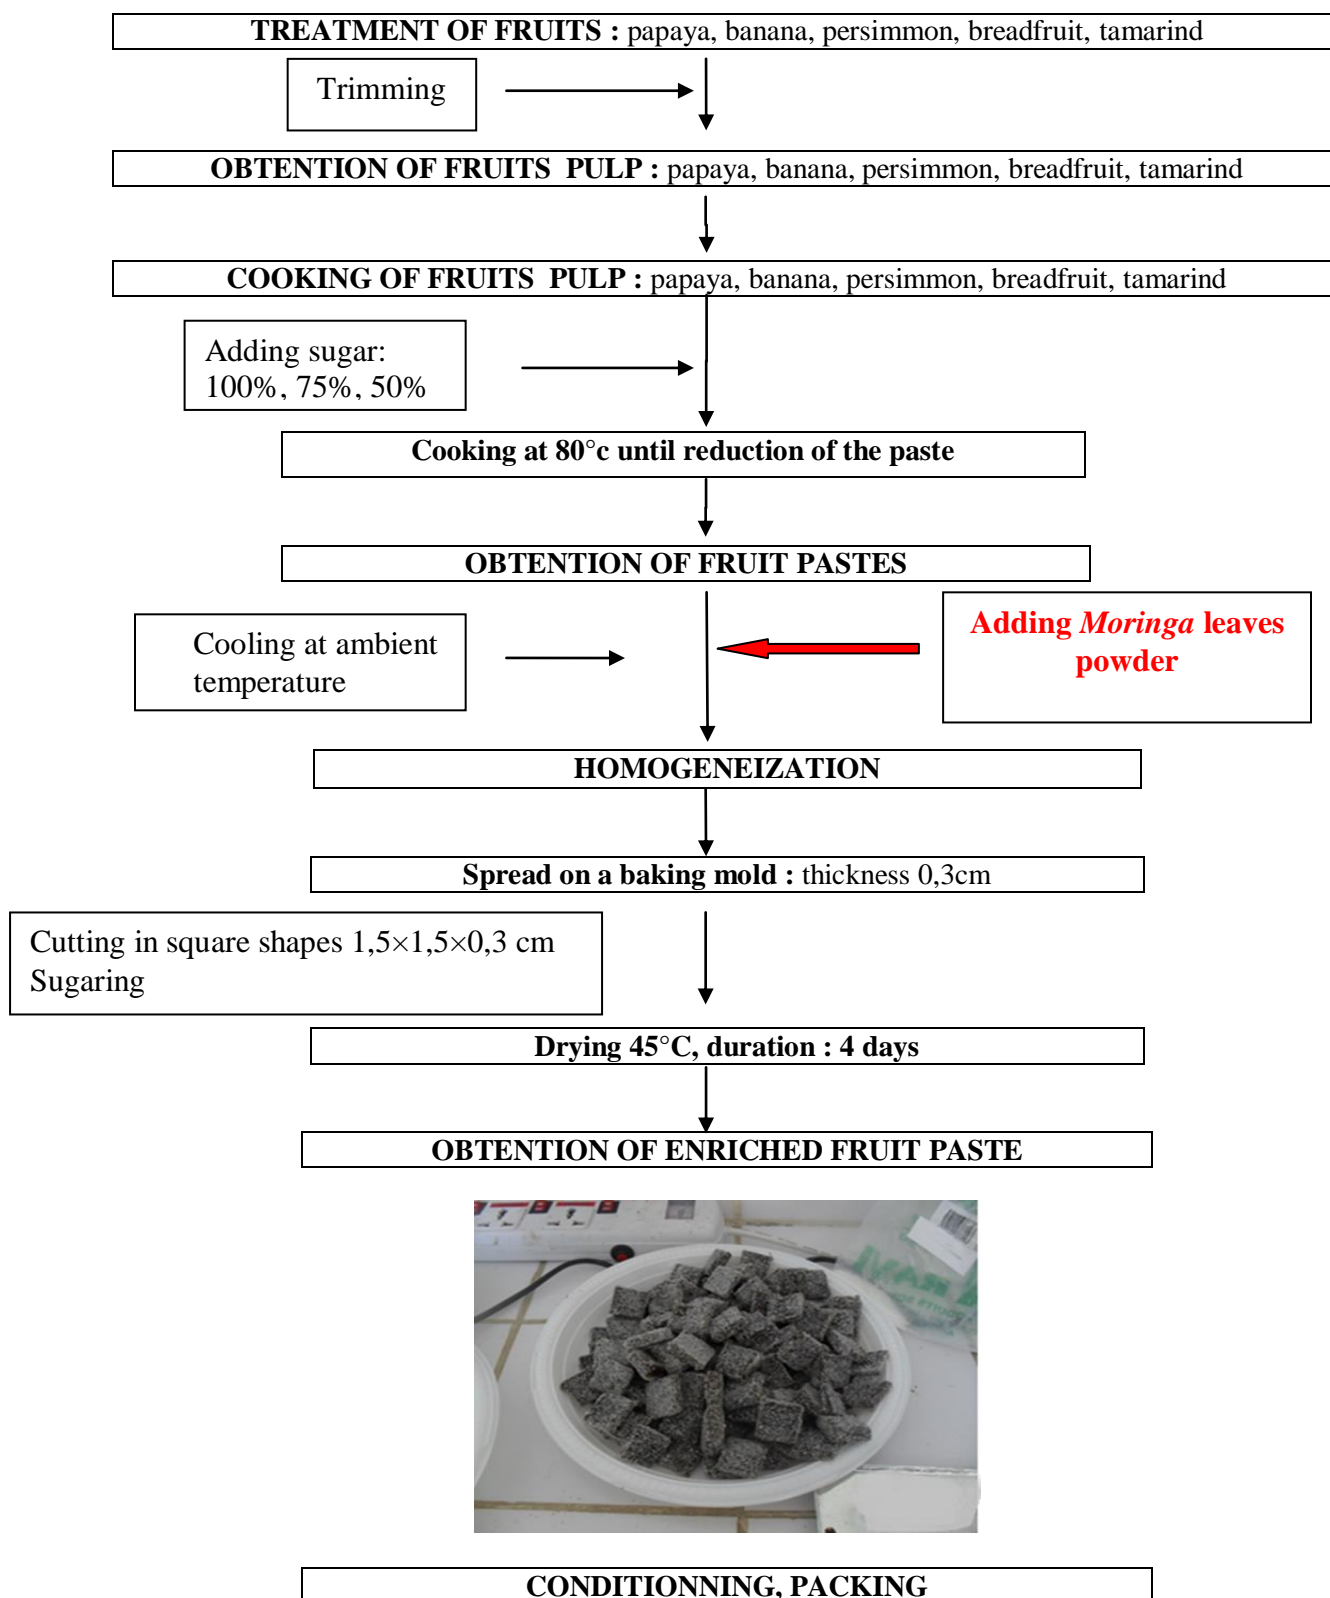 TREATMENT OF FRUITS : papaya, banana, persimmon, breadfruit, tamarind
Trimming
OBTENTION OF FRUITS PULP : papaya, banana, persimmon, breadfruit, tamarind
COOKING OF FRUITS PULP : papaya, banana, persimmon, breadfruit, tamarind
Adding sugar:
100%, 75%, 50%
Cooking at 80°c until reduction of the paste
OBTENTION OF FRUIT PASTES
Cooling at ambient
temperature
Adding Moringa leaves
powder
HOMOGENEIZATION
Spread on a baking mold : thickness 0,3cm
Cutting in square shapes 1,5×1,5×0,3 cm
Sugaring
Drying 45°C, duration : 4 days
OBTENTION OF ENRICHED FRUIT PASTE
CONDITIONNING, PACKING